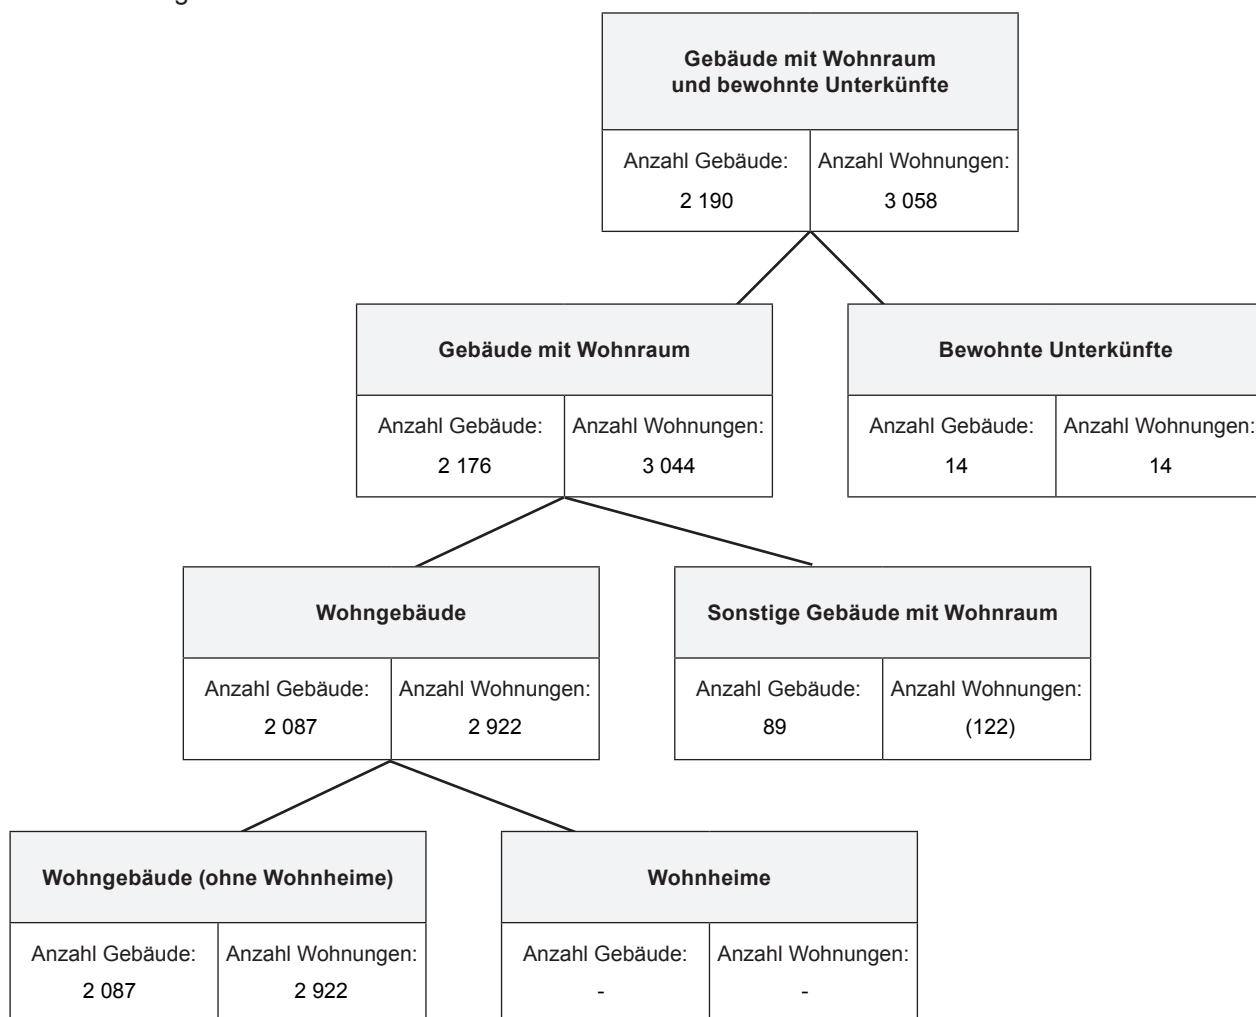 Gebäude mit Wohnraum
und bewohnte Unterkünfte
Anzahl Gebäude: Anzahl Wohnungen:
2 190 3 058
Gebäude mit Wohnraum Bewohnte Unterkünfte
Anzahl Gebäude: Anzahl Wohnungen: Anzahl Gebäude: Anzahl Wohnungen:
2 176 3 044 14 14
Wohngebäude Sonstige Gebäude mit Wohnraum
Anzahl Gebäude: Anzahl Wohnungen: Anzahl Gebäude: Anzahl Wohnungen:
2 087 2 922 89 (122)
Wohngebäude (ohne Wohnheime) Wohnheime
Anzahl Gebäude: Anzahl Wohnungen: Anzahl Gebäude: Anzahl Wohnungen:
2 087 2 922 - -